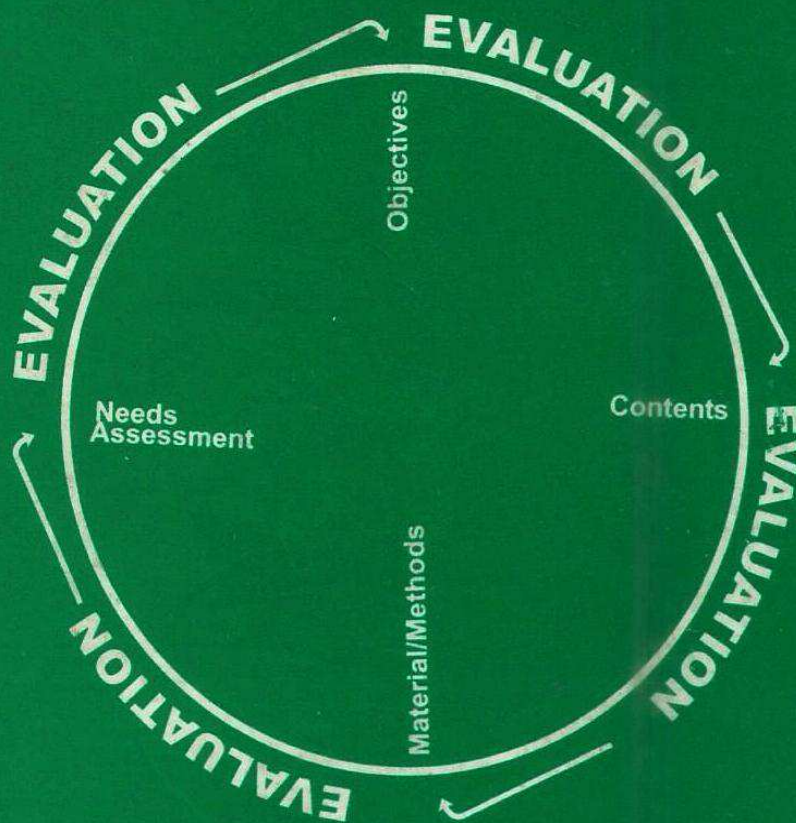 EVALUATION
EVALUATION
EVALUATION
EVALUATION
Objectives
Contents
Material/Methods
Needs
Assessment